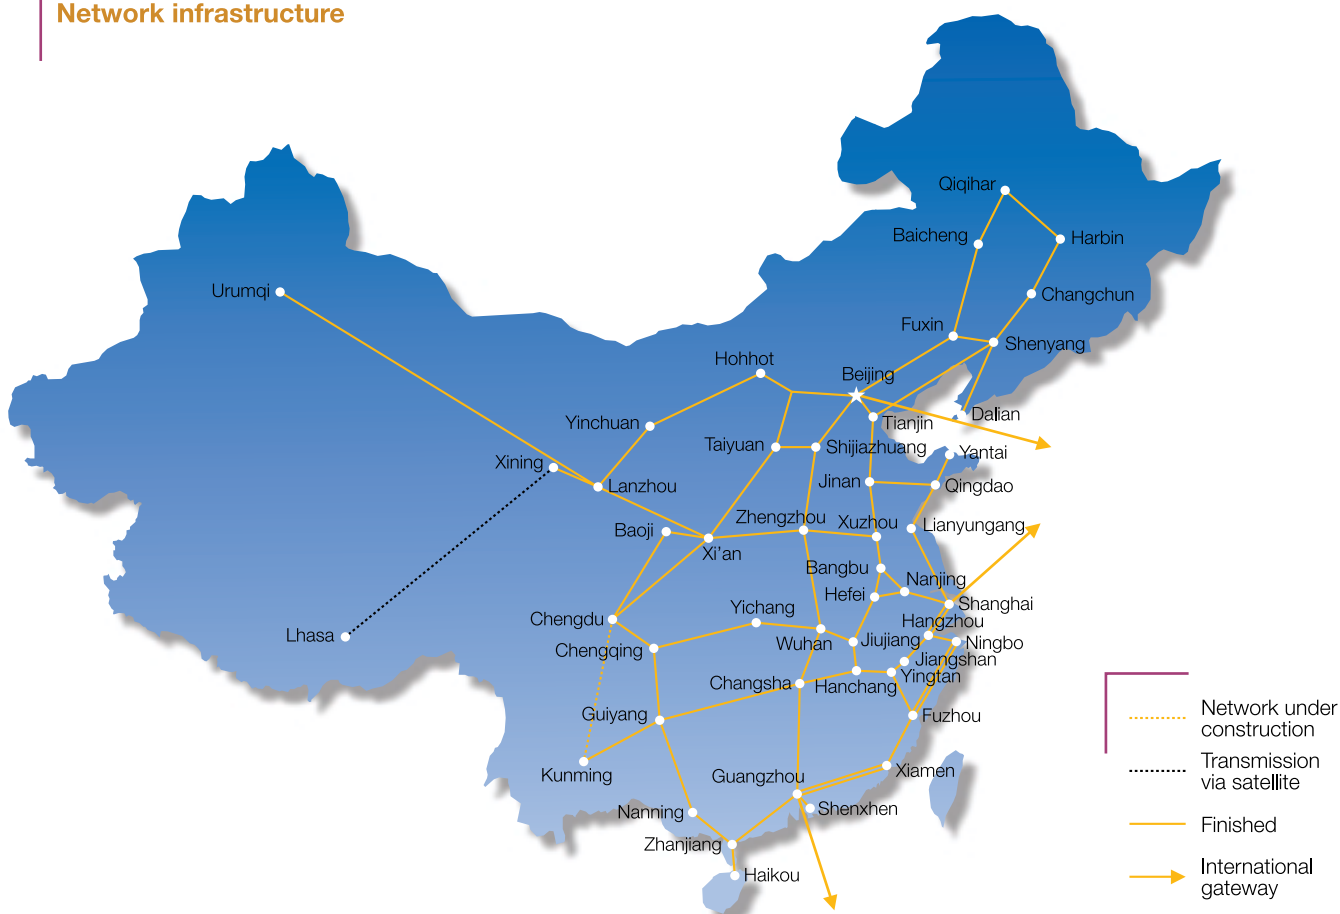 Network infrastructure
Qiqihar
Baicheng
Harbin
Urumqi
Changchun
Fuxin
Shenyang
Hohhot
Beijing
Dalian
Yinchuan
Tianjin
Taiyuan
Shijiazhuang
Yantai
Xining
Lanzhou
Jinan
Qingdao
Baoji
Zhengzhou
Xuzhou
Lianyungang
Xi'an
Bangbu
Nanjing
Hefei
Shanghai
Yichang
Chengdu
Hangzhou
Lhasa
Chengqing
Wuhan
Jiujiang
Ningbo
Jiangshan
Changsha
Hanchang
Yingtan
Guiyang
Fuzhou
Kunming
Guangzhou
Xiamen
Nanning
Shenxhen
Zhanjiang
Haikou
Network under
construction
Transmission
via satellite
Finished
International
gateway